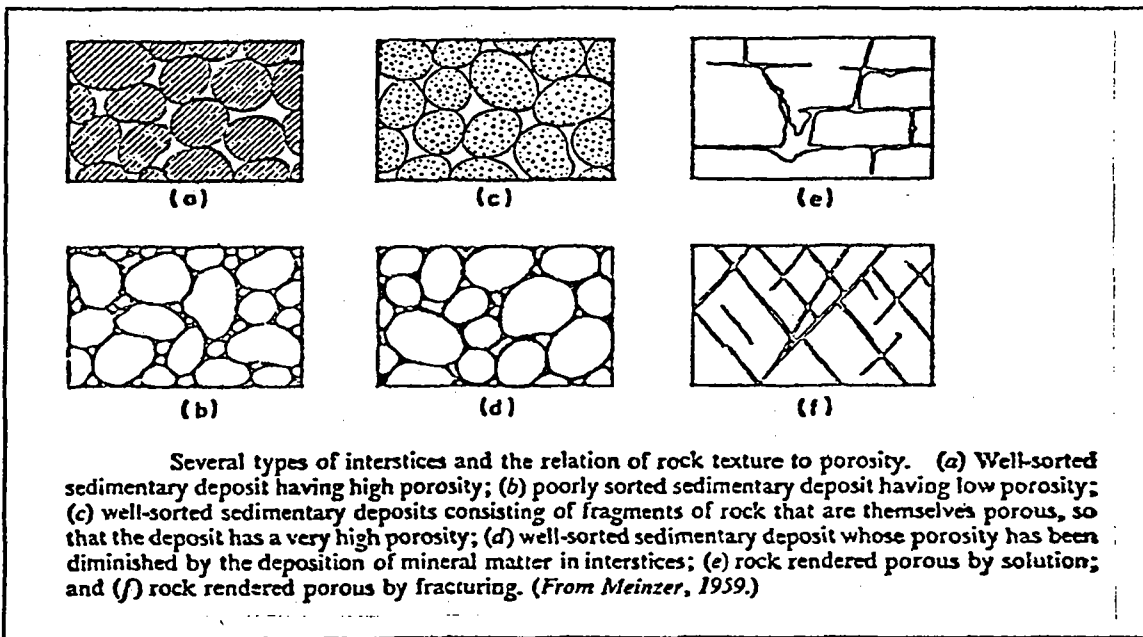 (a) (c) (e)
(b) (d) (f)
Several types of interstices and the relation of rock texture to porosity. (a) Well-sorted
sedimentary deposit having high porosity; (b) poorly sorted sedimentary deposit having low porosity;
(c) well-sorted sedimentary deposits consisting of fragments of rock that are themselves porous, so
that the deposit has a very high porosity; (d) well-sorted sedimentary deposit whose porosity has been
diminished by the deposition of mineral matter in interstices; (e) rock rendered porous by solution;
and (f) rock rendered porous by fracturing. (From Meinzer, 1959.)